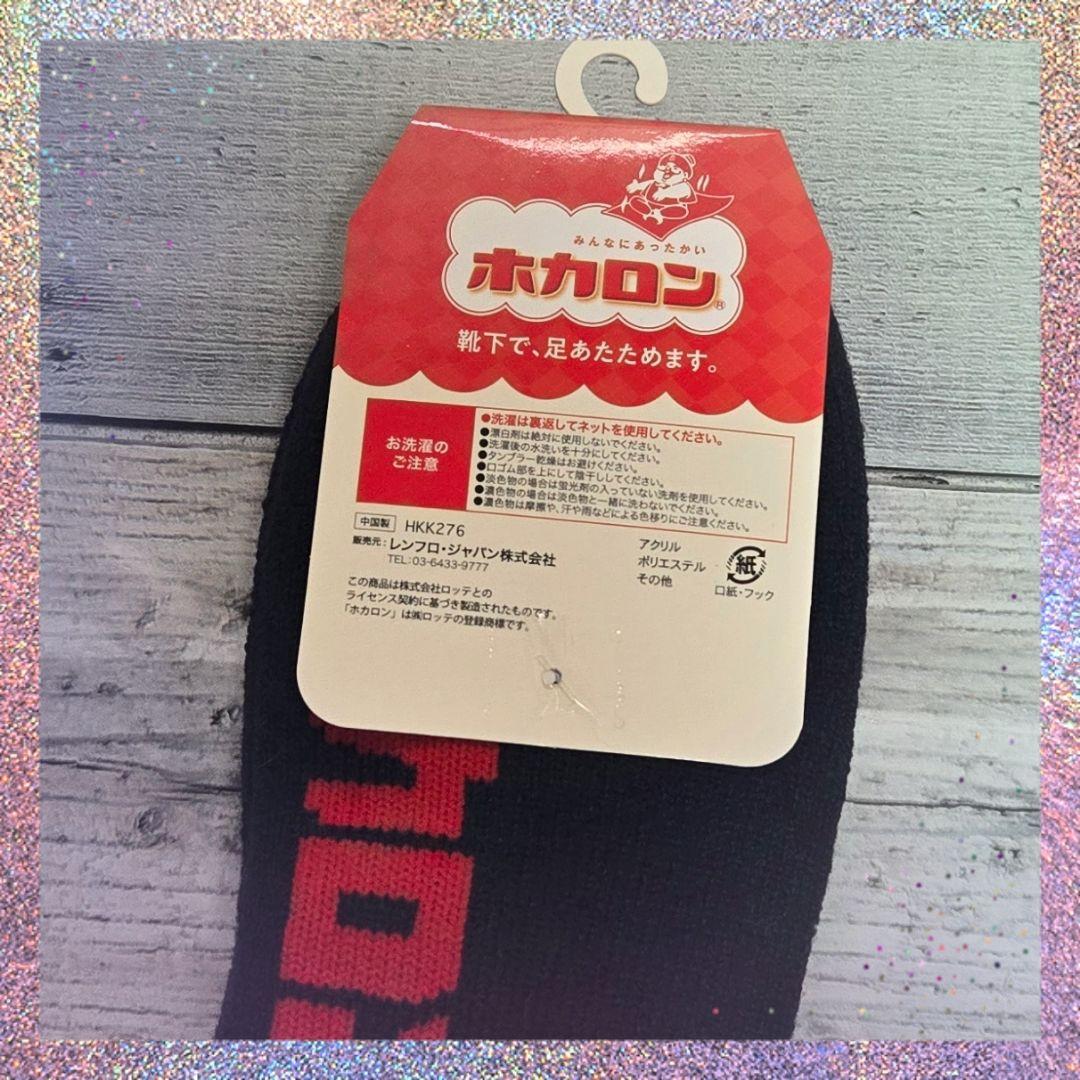 みんなにあったかい
ホカロン®
靴下で、足あたためます。
お洗濯の
ご注意
●洗濯は裏返してネットを使用してください。
●漂白剤は絶対に使用しないでください。
●洗濯後の水洗いを十分にしてください。
●タンブラー乾燥はお避けください。
●口ゴム部を上にして陰干ししてください。
●淡色物の場合は蛍光剤の入っていない洗剤を使用してください。
●濃色物の場合は淡色物と一緒に洗わないでください。
●濃色物は摩擦や、汗や雨などによる色移りにご注意ください。
中国製 HKK276
販売元：レンフロ・ジャパン株式会社
TEL：03-6433-9777
この商品は株式会社ロッテとの
ライセンス契約に基づき製造されたものです。
「ホカロン」は㈱ロッテの登録商標です。
アクリル
ポリエステル
その他
紙
口紙・フック